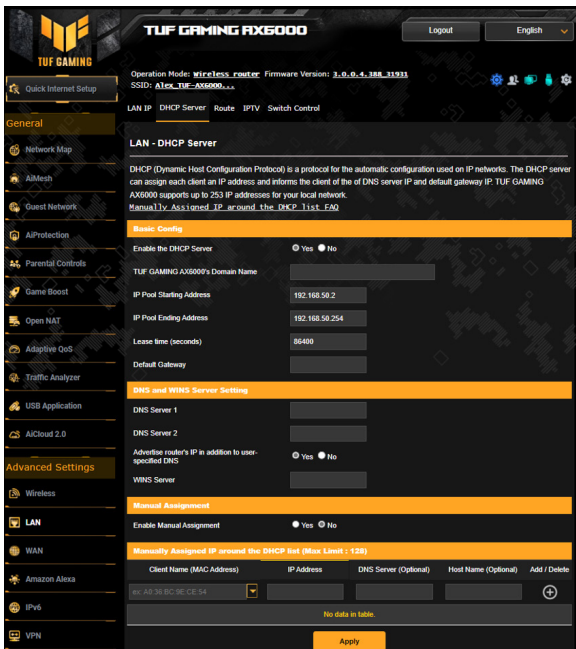 TUF GAMING AX6000
Logout
English
TUF GAMING
Operation Mode: Wireless router Firmware Version: 3.0.0.4.388_31931
SSID: Alex_TUF-AX6000...
Quick Internet Setup
LAN IP DHCP Server Route IPTV Switch Control
General
Network Map
AiMesh
Guest Network
AiProtection
Parental Controls
Game Boost
Open NAT
Adaptive QoS
Traffic Analyzer
USB Application
AiCloud 2.0
Advanced Settings
Wireless
LAN
WAN
Amazon Alexa
IPv6
VPN
LAN - DHCP Server
DHCP (Dynamic Host Configuration Protocol) is a protocol for the automatic configuration used on IP networks. The DHCP server
can assign each client an IP address and informs the client of the of DNS server IP and default gateway IP. TUF GAMING
AX6000 supports up to 253 IP addresses for your local network.
Manually Assigned IP around the DHCP list FAQ
Basic Config
Enable the DHCP Server Yes No
TUF GAMING AX6000's Domain Name
IP Pool Starting Address 192.168.50.2
IP Pool Ending Address 192.168.50.254
Lease time (seconds) 86400
Default Gateway
DNS and WINS Server Setting
DNS Server 1
DNS Server 2
Advertise router's IP in addition to user-
specified DNS Yes No
WINS Server
Manual Assignment
Enable Manual Assignment Yes No
Manually Assigned IP around the DHCP list (Max Limit : 128)
Client Name (MAC Address) IP Address DNS Server (Optional) Host Name (Optional) Add / Delete
ex: A0:36:BC:9E:CE:54
No data in table.
Apply